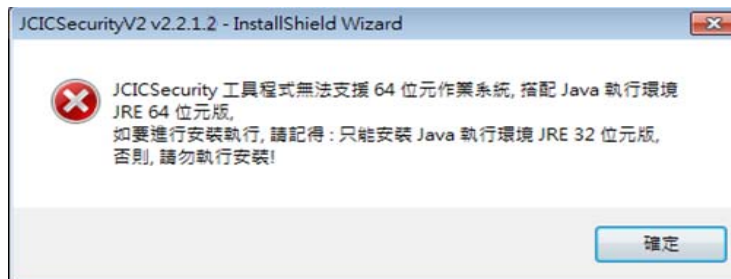 JCICSecurityV2 v2.2.1.2 - InstallShield Wizard
JCICSecurity 工具程式無法支援 64 位元作業系統, 搭配 Java 執行環境
JRE 64 位元版,
如要進行安裝執行, 請記得 : 只能安裝 Java 執行環境 JRE 32 位元版,
否則, 請勿執行安裝!
確定